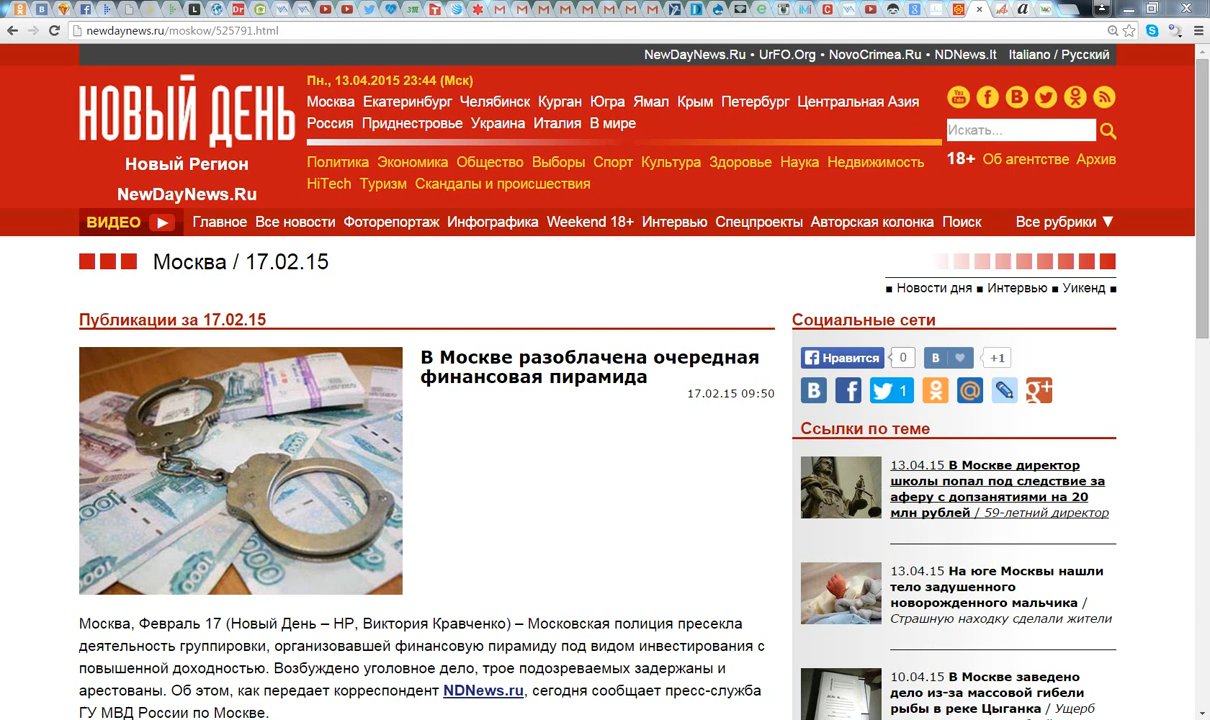 newdaynews.ru/moskow/525791.html
NewDayNews.Ru • UrFO.Org • NovoCrimea.Ru • NDNews.It Italiano / Русский
НОВЫЙ ДЕНЬ
Новый Регион
NewDayNews.Ru
Пн., 13.04.2015 23:44 (Мск)
Москва Екатеринбург Челябинск Курган Югра Ямал Крым Петербург Центральная Азия
Россия Приднестровье Украина Италия В мире
Политика Экономика Общество Выборы Спорт Культура Здоровье Наука Недвижимость
HiTech Туризм Скандалы и происшествия
Искать...
18+ Об агентстве Архив
ВИДЕО Главное Все новости Фоторепортаж Инфографика Weekend 18+ Интервью Спецпроекты Авторская колонка Поиск Все рубрики ▼
Москва / 17.02.15
■ Новости дня ■ Интервью ■ Уикенд ■
Публикации за 17.02.15
В Москве разоблачена очередная
финансовая пирамида
17.02.15 09:50
Москва, Февраль 17 (Новый День – НР, Виктория Кравченко) – Московская полиция пресекла
деятельность группировки, организовавшей финансовую пирамиду под видом инвестирования с
повышенной доходностью. Возбуждено уголовное дело, трое подозреваемых задержаны и
арестованы. Об этом, как передает корреспондент NDNews.ru, сегодня сообщает пресс-служба
ГУ МВД России по Москве.
Социальные сети
Нравится 0 B +1
1
Ссылки по теме
13.04.15 В Москве директор
школы попал под следствие за
аферу с допзанятиями на 20
млн рублей / 59-летний директор
13.04.15 На юге Москвы нашли
тело задушенного
новорожденного мальчика /
Страшную находку сделали жители
10.04.15 В Москве заведено
дело из-за массовой гибели
рыбы в реке Цыганка / Ущерб